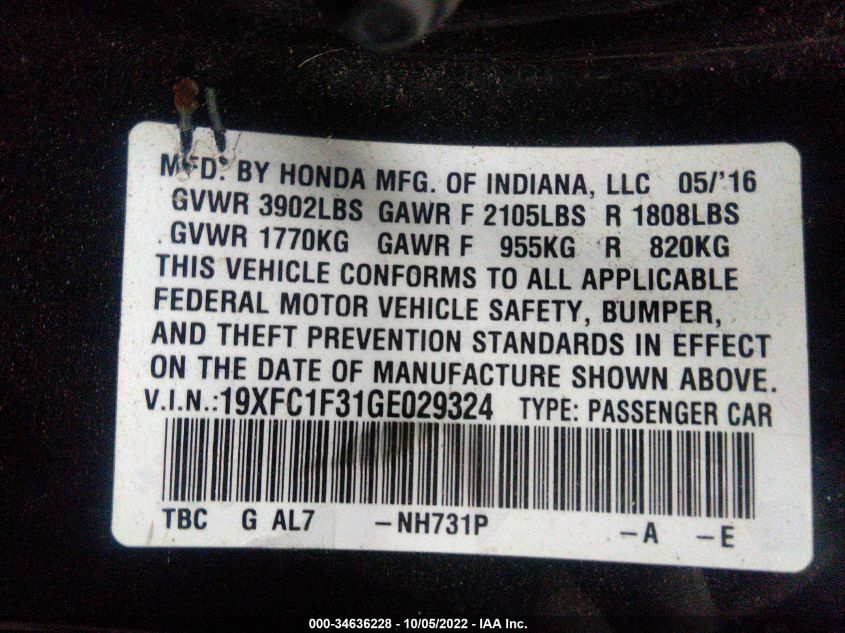 MFD. BY HONDA MFG. OF INDIANA, LLC 05/'16
GVWR 3902LBS GAWR F 2105LBS R 1808LBS
GVWR 1770KG GAWR F 955KG R 820KG
THIS VEHICLE CONFORMS TO ALL APPLICABLE
FEDERAL MOTOR VEHICLE SAFETY, BUMPER,
AND THEFT PREVENTION STANDARDS IN EFFECT
ON THE DATE OF MANUFACTURE SHOWN ABOVE.
V.I.N.:19XFC1F31GE029324 TYPE: PASSENGER CAR
TBC G AL7 –NH731P –A –E
000-34636228 - 10/05/2022 - IAA Inc.